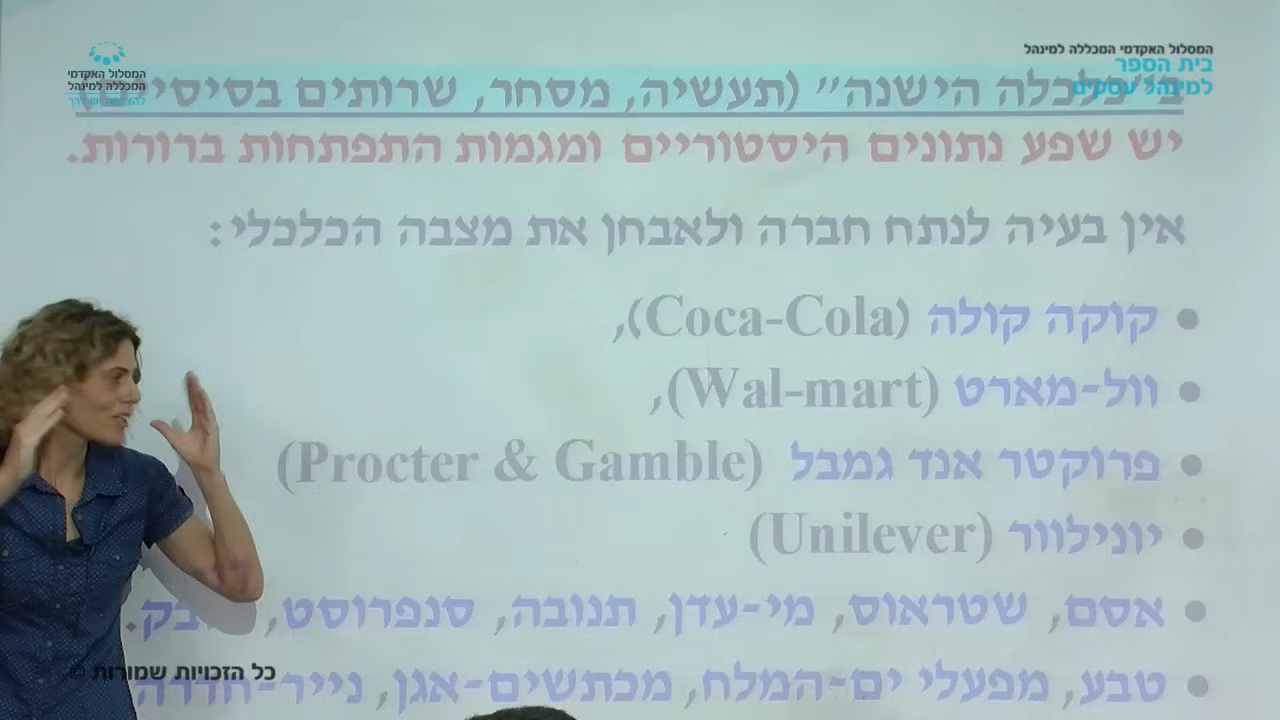 המסלול האקדמי המכללה למינהל
בית הספר
למינהל עסקים
המסלול האקדמי
המכללה למינהל
ב"כלכלה הישנה" (תעשיה, מסחר, שרותים בסיסיים)
יש שפע נתונים היסטוריים ומגמות התפתחות ברורות.
אין בעיה לנתח חברה ולאבחן את מצבה הכלכלי:
• קוקה קולה (Coca-Cola),
• וול-מארט (Wal-mart),
• פרוקטר אנד גמבל (Procter & Gamble)
• יונילוור (Unilever)
• אסם, שטראוס, מי-עדן, תנובה, סנפרוסט,
• טבע, מפעלי ים-המלח, מכתשים-אגן, נייר-חדרה
כל הזכויות שמורות ©